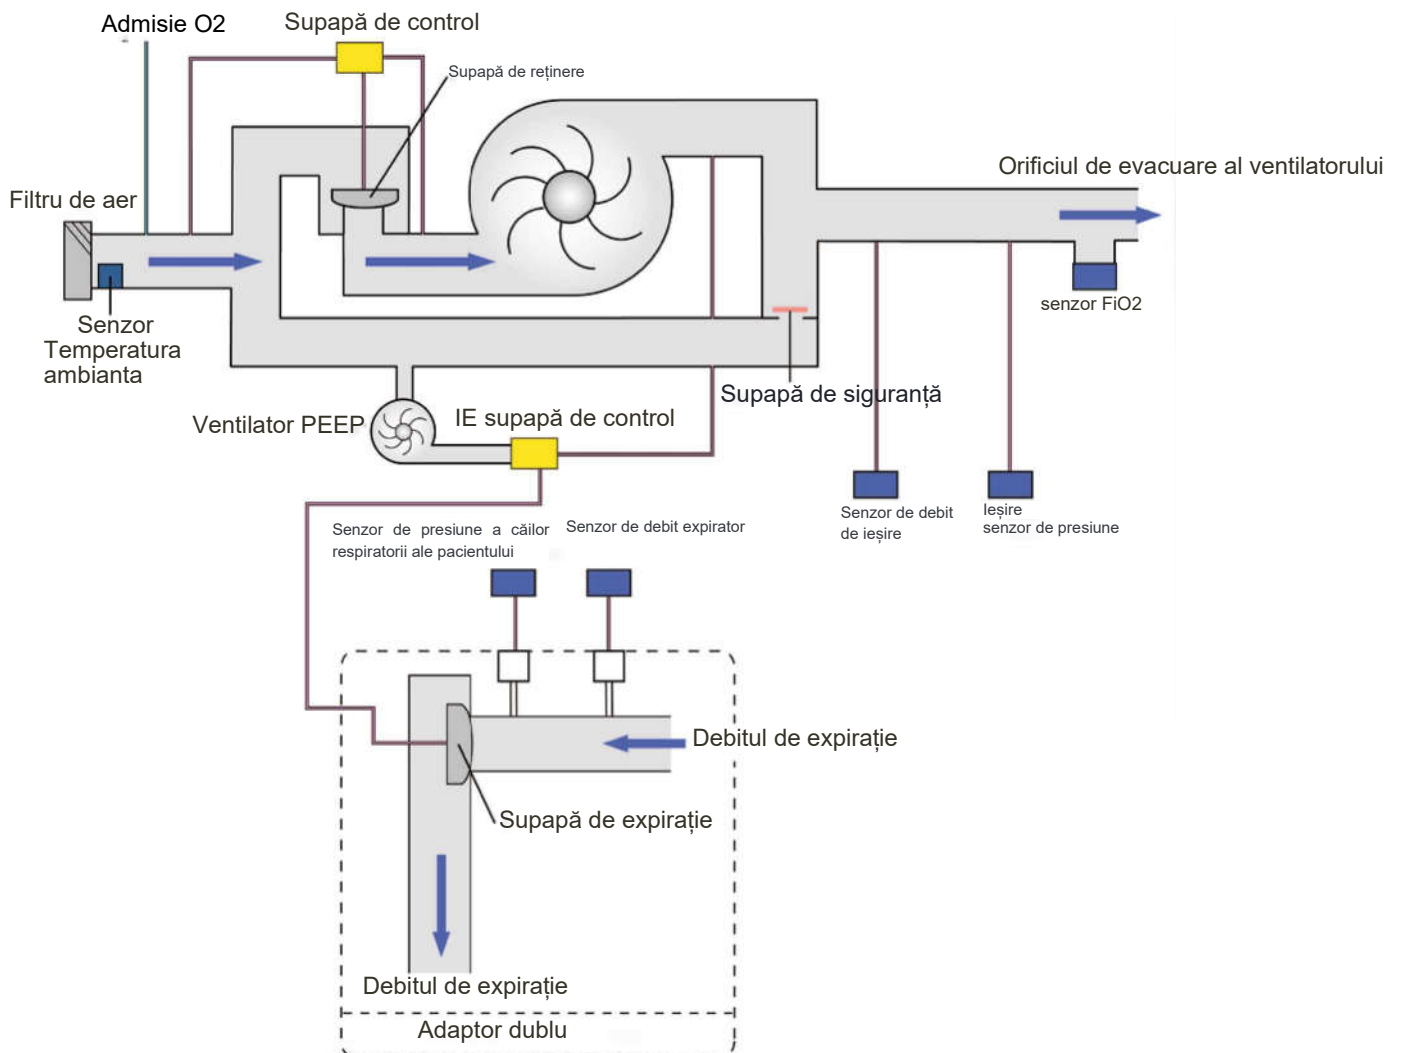 Admisie O2
Supapă de control
Supapă de reținere
Orificiul de evacuare al ventilatorului
Filtru de aer
senzor FiO2
Senzor
Temperatura
ambianta
Supapă de siguranță
Ventilator PEEP
IE supapă de control
Senzor de debit
de ieșire
Ieșire
senzor de presiune
Senzor de presiune a căilor
respiratorii ale pacientului
Senzor de debit expirator
Debitul de expirație
Supapă de expirație
Debitul de expirație
Adaptor dublu